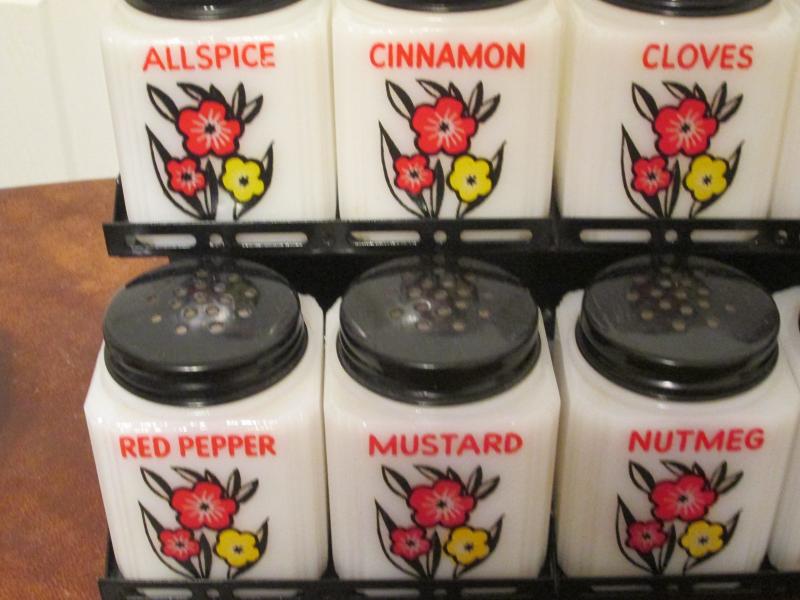 ALLSPICE
CINNAMON
CLOVES
RED PEPPER
MUSTARD
NUTMEG